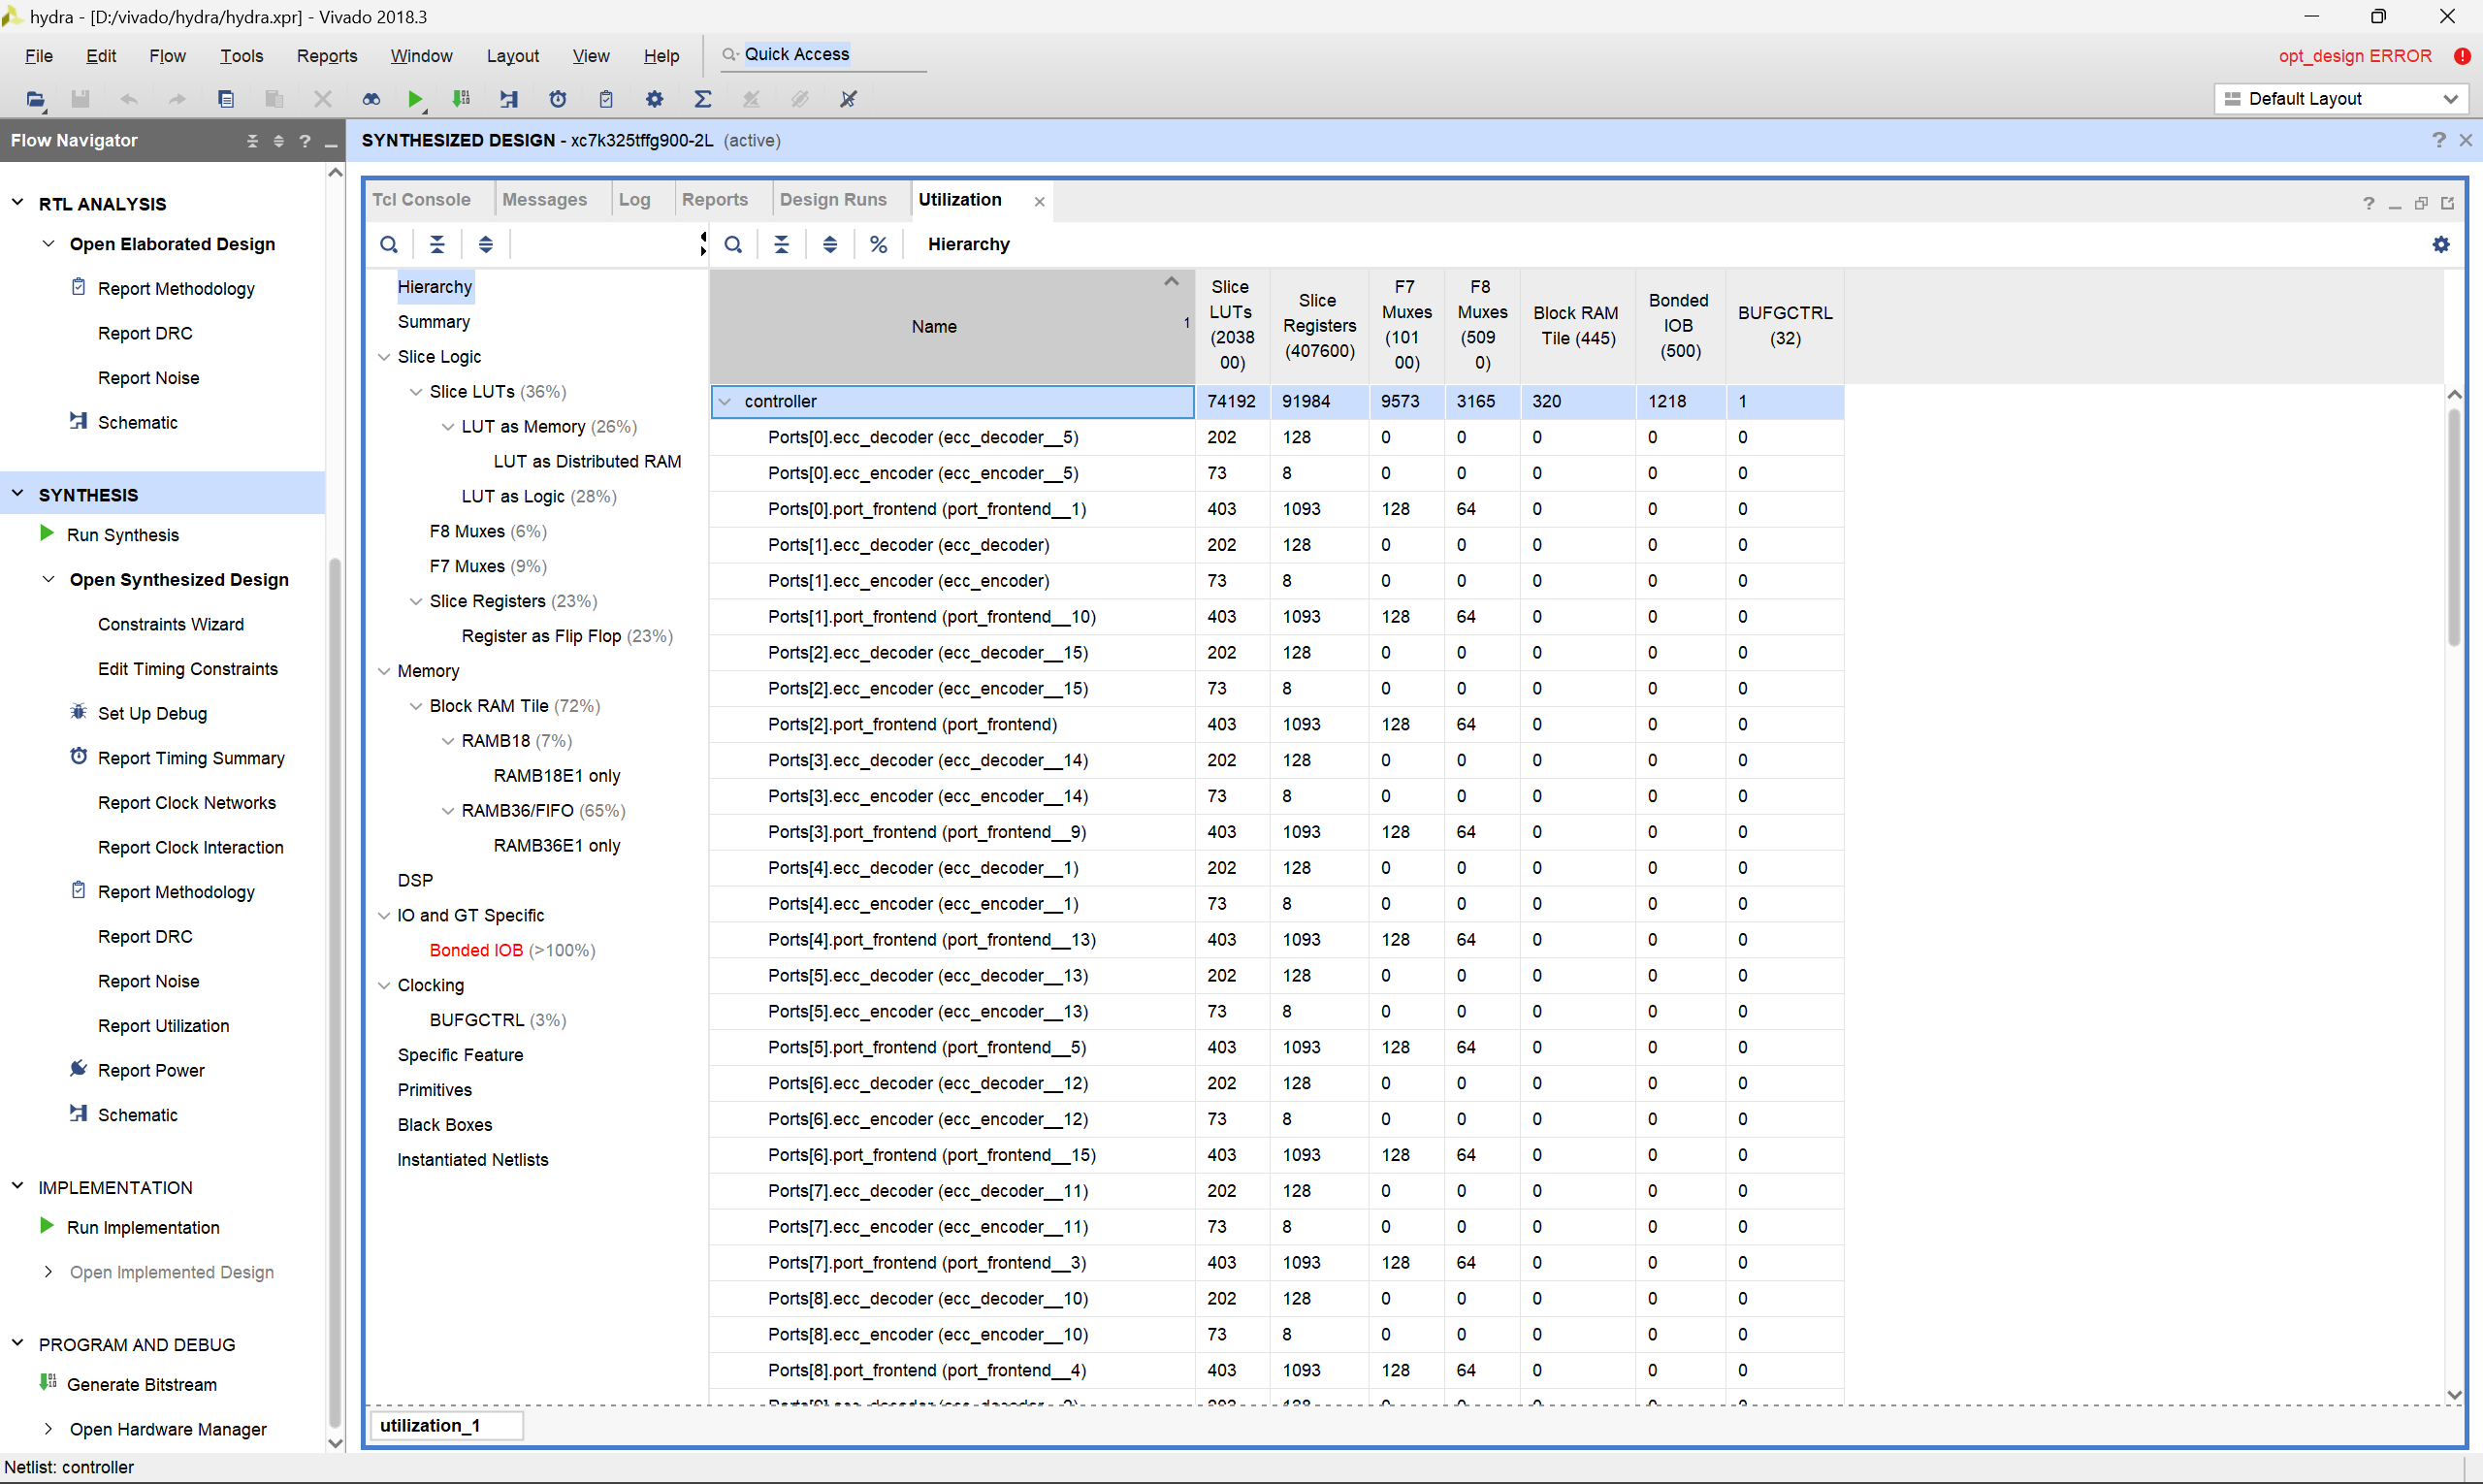 hydra - [D:/vivado/hydra/hydra.xpr] - Vivado 2018.3
File Edit Flow Tools Reports Window Layout View Help Quick Access opt_design ERROR
Default Layout
Flow Navigator
SYNTHESIZED DESIGN - xc7k325tffg900-2L (active)
RTL ANALYSIS
Open Elaborated Design
Report Methodology
Report DRC
Report Noise
Schematic
SYNTHESIS
Run Synthesis
Open Synthesized Design
Constraints Wizard
Edit Timing Constraints
Set Up Debug
Report Timing Summary
Report Clock Networks
Report Clock Interaction
Report Methodology
Report DRC
Report Noise
Report Utilization
Report Power
Schematic
IMPLEMENTATION
Run Implementation
Open Implemented Design
PROGRAM AND DEBUG
Generate Bitstream
Open Hardware Manager
Tcl Console Messages Log Reports Design Runs Utilization
Hierarchy
Hierarchy
Summary
Slice Logic
Slice LUTs (36%)
LUT as Memory (26%)
LUT as Distributed RAM
LUT as Logic (28%)
F8 Muxes (6%)
F7 Muxes (9%)
Slice Registers (23%)
Register as Flip Flop (23%)
Memory
Block RAM Tile (72%)
RAMB18 (7%)
RAMB18E1 only
RAMB36/FIFO (65%)
RAMB36E1 only
DSP
IO and GT Specific
Bonded IOB (>100%)
Clocking
BUFGCTRL (3%)
Specific Feature
Primitives
Black Boxes
Instantiated Netlists
Name 1
Slice
LUTs
(2038
00)
Slice
Registers
(407600)
F7
Muxes
(101
00)
F8
Muxes
(509
0)
Block RAM
Tile (445)
Bonded
IOB
(500)
BUFGCTRL
(32)
controller 74192 91984 9573 3165 320 1218 1
Ports[0].ecc_decoder (ecc_decoder__5) 202 128 0 0 0 0 0
Ports[0].ecc_encoder (ecc_encoder__5) 73 8 0 0 0 0 0
Ports[0].port_frontend (port_frontend__1) 403 1093 128 64 0 0 0
Ports[1].ecc_decoder (ecc_decoder) 202 128 0 0 0 0 0
Ports[1].ecc_encoder (ecc_encoder) 73 8 0 0 0 0 0
Ports[1].port_frontend (port_frontend__10) 403 1093 128 64 0 0 0
Ports[2].ecc_decoder (ecc_decoder__15) 202 128 0 0 0 0 0
Ports[2].ecc_encoder (ecc_encoder__15) 73 8 0 0 0 0 0
Ports[2].port_frontend (port_frontend) 403 1093 128 64 0 0 0
Ports[3].ecc_decoder (ecc_decoder__14) 202 128 0 0 0 0 0
Ports[3].ecc_encoder (ecc_encoder__14) 73 8 0 0 0 0 0
Ports[3].port_frontend (port_frontend__9) 403 1093 128 64 0 0 0
Ports[4].ecc_decoder (ecc_decoder__1) 202 128 0 0 0 0 0
Ports[4].ecc_encoder (ecc_encoder__1) 73 8 0 0 0 0 0
Ports[4].port_frontend (port_frontend__13) 403 1093 128 64 0 0 0
Ports[5].ecc_decoder (ecc_decoder__13) 202 128 0 0 0 0 0
Ports[5].ecc_encoder (ecc_encoder__13) 73 8 0 0 0 0 0
Ports[5].port_frontend (port_frontend__5) 403 1093 128 64 0 0 0
Ports[6].ecc_decoder (ecc_decoder__12) 202 128 0 0 0 0 0
Ports[6].ecc_encoder (ecc_encoder__12) 73 8 0 0 0 0 0
Ports[6].port_frontend (port_frontend__15) 403 1093 128 64 0 0 0
Ports[7].ecc_decoder (ecc_decoder__11) 202 128 0 0 0 0 0
Ports[7].ecc_encoder (ecc_encoder__11) 73 8 0 0 0 0 0
Ports[7].port_frontend (port_frontend__3) 403 1093 128 64 0 0 0
Ports[8].ecc_decoder (ecc_decoder__10) 202 128 0 0 0 0 0
Ports[8].ecc_encoder (ecc_encoder__10) 73 8 0 0 0 0 0
Ports[8].port_frontend (port_frontend__4) 403 1093 128 64 0 0 0
utilization_1
Netlist: controller